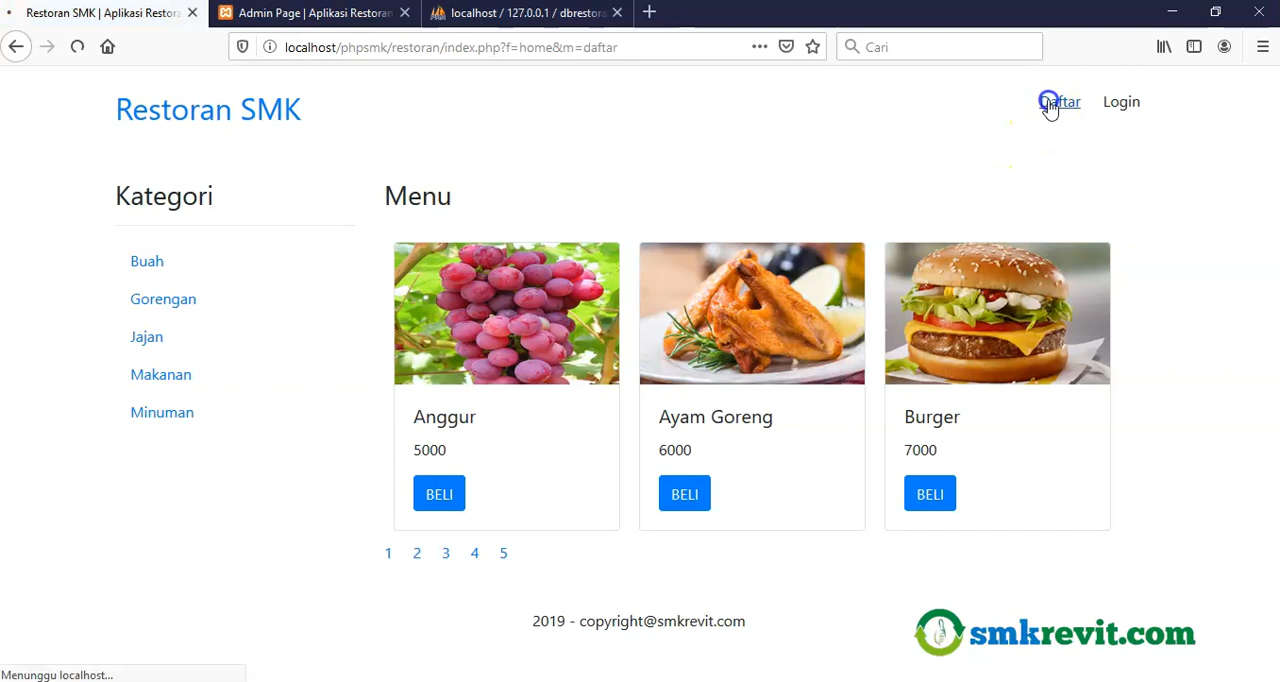 Restoran SMK | Aplikasi Restora
Admin Page | Aplikasi Restoran
localhost / 127.0.0.1 / dbrestora
localhost/phpsmk/restoran/index.php?f=home&m=daftar
Cari
Restoran SMK
Daftar
Login
Kategori
Menu
Buah
Gorengan
Jajan
Makanan
Minuman
Anggur
Ayam Goreng
Burger
5000
6000
7000
BELI
BELI
BELI
1 2 3 4 5
2019 - copyright@smkrevit.com
smkrevit.com
Menunggu localhost...